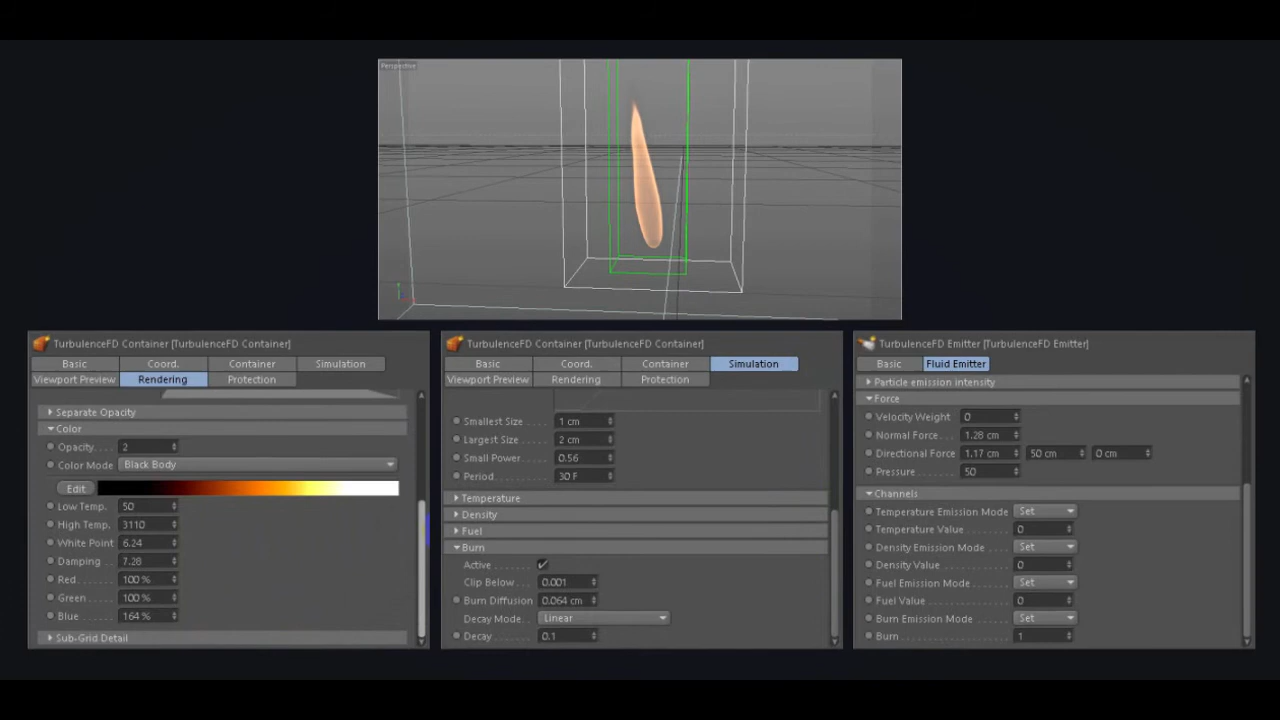 Perspective
TurbulenceFD Container [TurbulenceFD Container]
Basic Coord. Container Simulation
Viewport Preview Rendering Protection
Separate Opacity
Color
Opacity 2
Color Mode Black Body
Edit
Low Temp. 50
High Temp. 3110
White Point 6.24
Damping 7.28
Red 100 %
Green 100 %
Blue 164 %
Sub-Grid Detail
TurbulenceFD Container [TurbulenceFD Container]
Basic Coord. Container Simulation
Viewport Preview Rendering Protection
Smallest Size 1 cm
Largest Size 2 cm
Small Power 0.56
Period 30 F
Temperature
Density
Fuel
Burn
Active
Clip Below 0.001
Burn Diffusion 0.064 cm
Decay Mode Linear
Decay 0.1
TurbulenceFD Emitter [TurbulenceFD Emitter]
Basic Fluid Emitter
Particle emission intensity
Force
Velocity Weight 0
Normal Force 1.28 cm
Directional Force 1.17 cm 50 cm 0 cm
Pressure 50
Channels
Temperature Emission Mode Set
Temperature Value 0
Density Emission Mode Set
Density Value 0
Fuel Emission Mode Set
Fuel Value 0
Burn Emission Mode Set
Burn 1